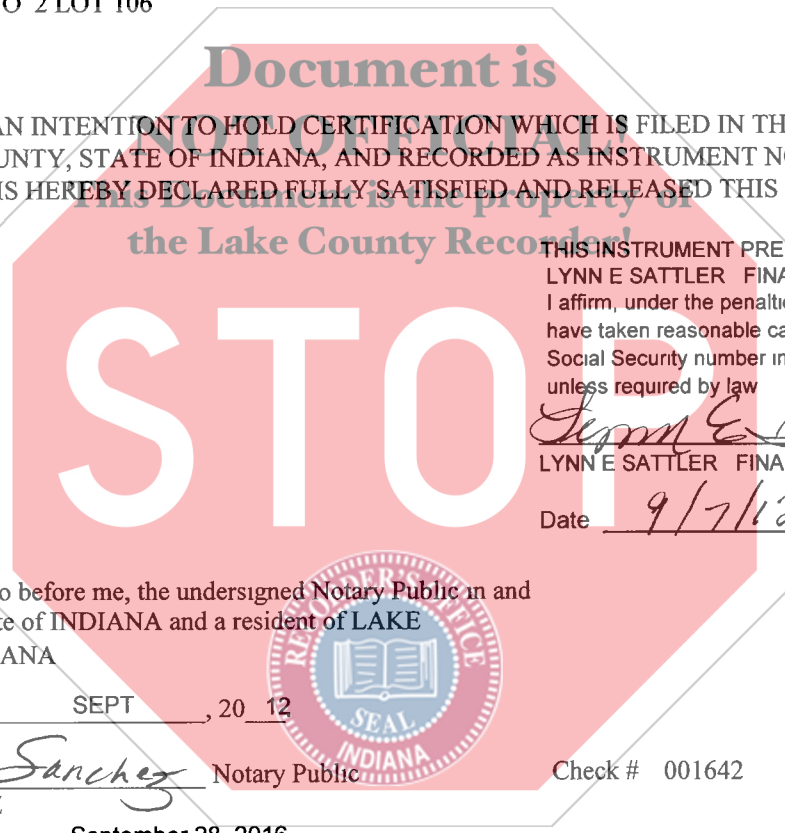 O 2 LOT 106
Document is
NOT OFFICIAL!
AN INTENTION TO HOLD CERTIFICATION WHICH IS FILED IN TH
UNTY, STATE OF INDIANA, AND RECORDED AS INSTRUMENT NO
IS HEREBY DECLARED FULLY SATISFIED AND RELEASED THIS
This Document is the property of
the Lake County Recorder!
THIS INSTRUMENT PRE
LYNN E SATTLER FINA
I affirm, under the penalti
have taken reasonable ca
Social Security number in
unless required by law
STOP
Lynn E
LYNN E SATTLER FINA
Date 9/7/12
o before me, the undersigned Notary Public in and
te of INDIANA and a resident of LAKE
ANA
RECORDER'S OFFICE
SEAL
INDIANA
SEPT , 20 12
Sanchez Notary Public
Check # 001642
September 28, 2016